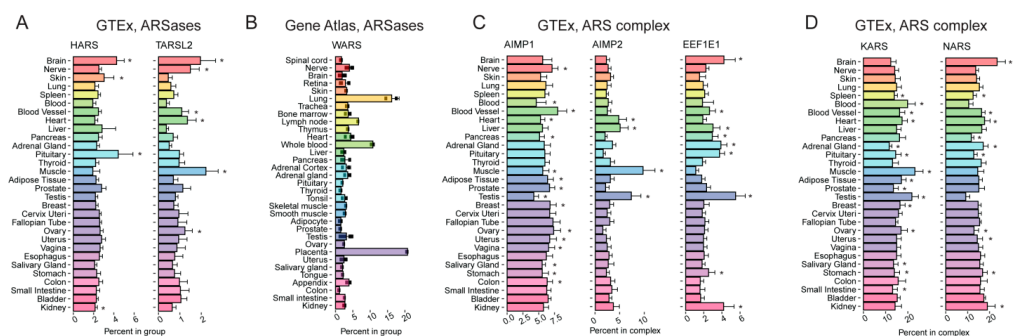 A GTEx, ARSases
HARS TARSL2
Brain
Nerve
Skin
Lung
Spleen
Blood
Blood Vessel
Heart
Liver
Pancreas
Adrenal Gland
Pituitary
Thyroid
Muscle
Adipose Tissue
Prostate
Testis
Breast
Cervix Uteri
Fallopian Tube
Ovary
Uterus
Vagina
Esophagus
Salivary Gland
Stomach
Colon
Small Intestine
Bladder
Kidney
0 2 4 0 1 2
Percent in group
B Gene Atlas, ARSases
WARS
Spinal cord
Nerve
Brain
Retina
Skin
Lung
Trachea
Bone marrow
Lymph node
Thymus
Heart
Whole blood
Liver
Pancreas
Adrenal Cortex
Adrenal gland
Pituitary
Thyroid
Tonsil
Skeletal muscle
Smooth muscle
Adipocyte
Prostate
Testis
Ovary
Placenta
Uterus
Salivary gland
Tongue
Appendix
Colon
Small intestine
Kidney
0 5 10 15 20
Percent in group
C GTEx, ARS complex
AIMP1 AIMP2 EEF1E1
Brain
Nerve
Skin
Lung
Spleen
Blood
Blood Vessel
Heart
Liver
Pancreas
Adrenal Gland
Pituitary
Thyroid
Muscle
Adipose Tissue
Prostate
Testis
Breast
Cervix Uteri
Fallopian Tube
Ovary
Uterus
Vagina
Esophagus
Salivary Gland
Stomach
Colon
Small Intestine
Bladder
Kidney
0.0 2.5 5.0 7.5 0 5 10 0 2 4 6
Percent in complex
D GTEx, ARS complex
KARS NARS
Brain
Nerve
Skin
Lung
Spleen
Blood
Blood Vessel
Heart
Liver
Pancreas
Adrenal Gland
Pituitary
Thyroid
Muscle
Adipose Tissue
Prostate
Testis
Breast
Cervix Uteri
Fallopian Tube
Ovary
Uterus
Vagina
Esophagus
Salivary Gland
Stomach
Colon
Small Intestine
Bladder
Kidney
0 10 20 0 10 20
Percent in complex